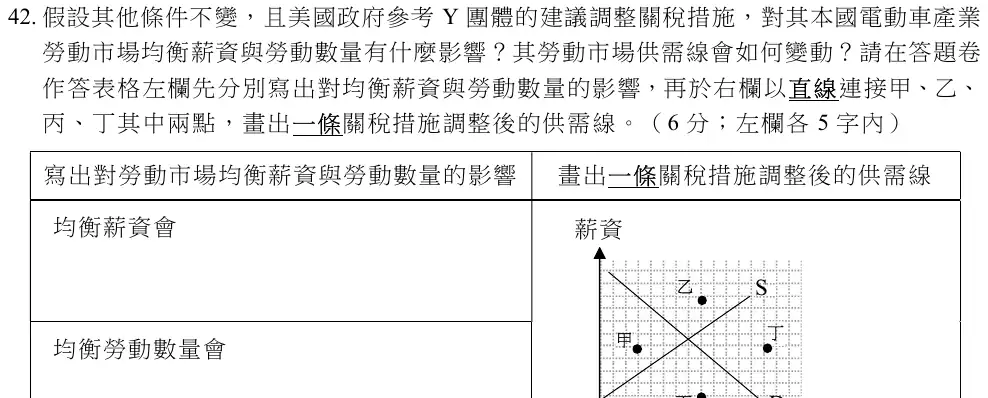 42. 假設其他條件不變，且美國政府參考 Y 團體的建議調整關稅措施，對其本國電動車產業
勞動市場均衡薪資與勞動數量有什麼影響？其勞動市場供需線會如何變動？請在答題卷
作答表格左欄先分別寫出對均衡薪資與勞動數量的影響，再於右欄以直線連接甲、乙、
丙、丁其中兩點，畫出一條關稅措施調整後的供需線。（6 分；左欄各 5 字內）
寫出對勞動市場均衡薪資與勞動數量的影響
畫出一條關稅措施調整後的供需線
均衡薪資會
薪資
乙
S
甲
丁
均衡勞動數量會